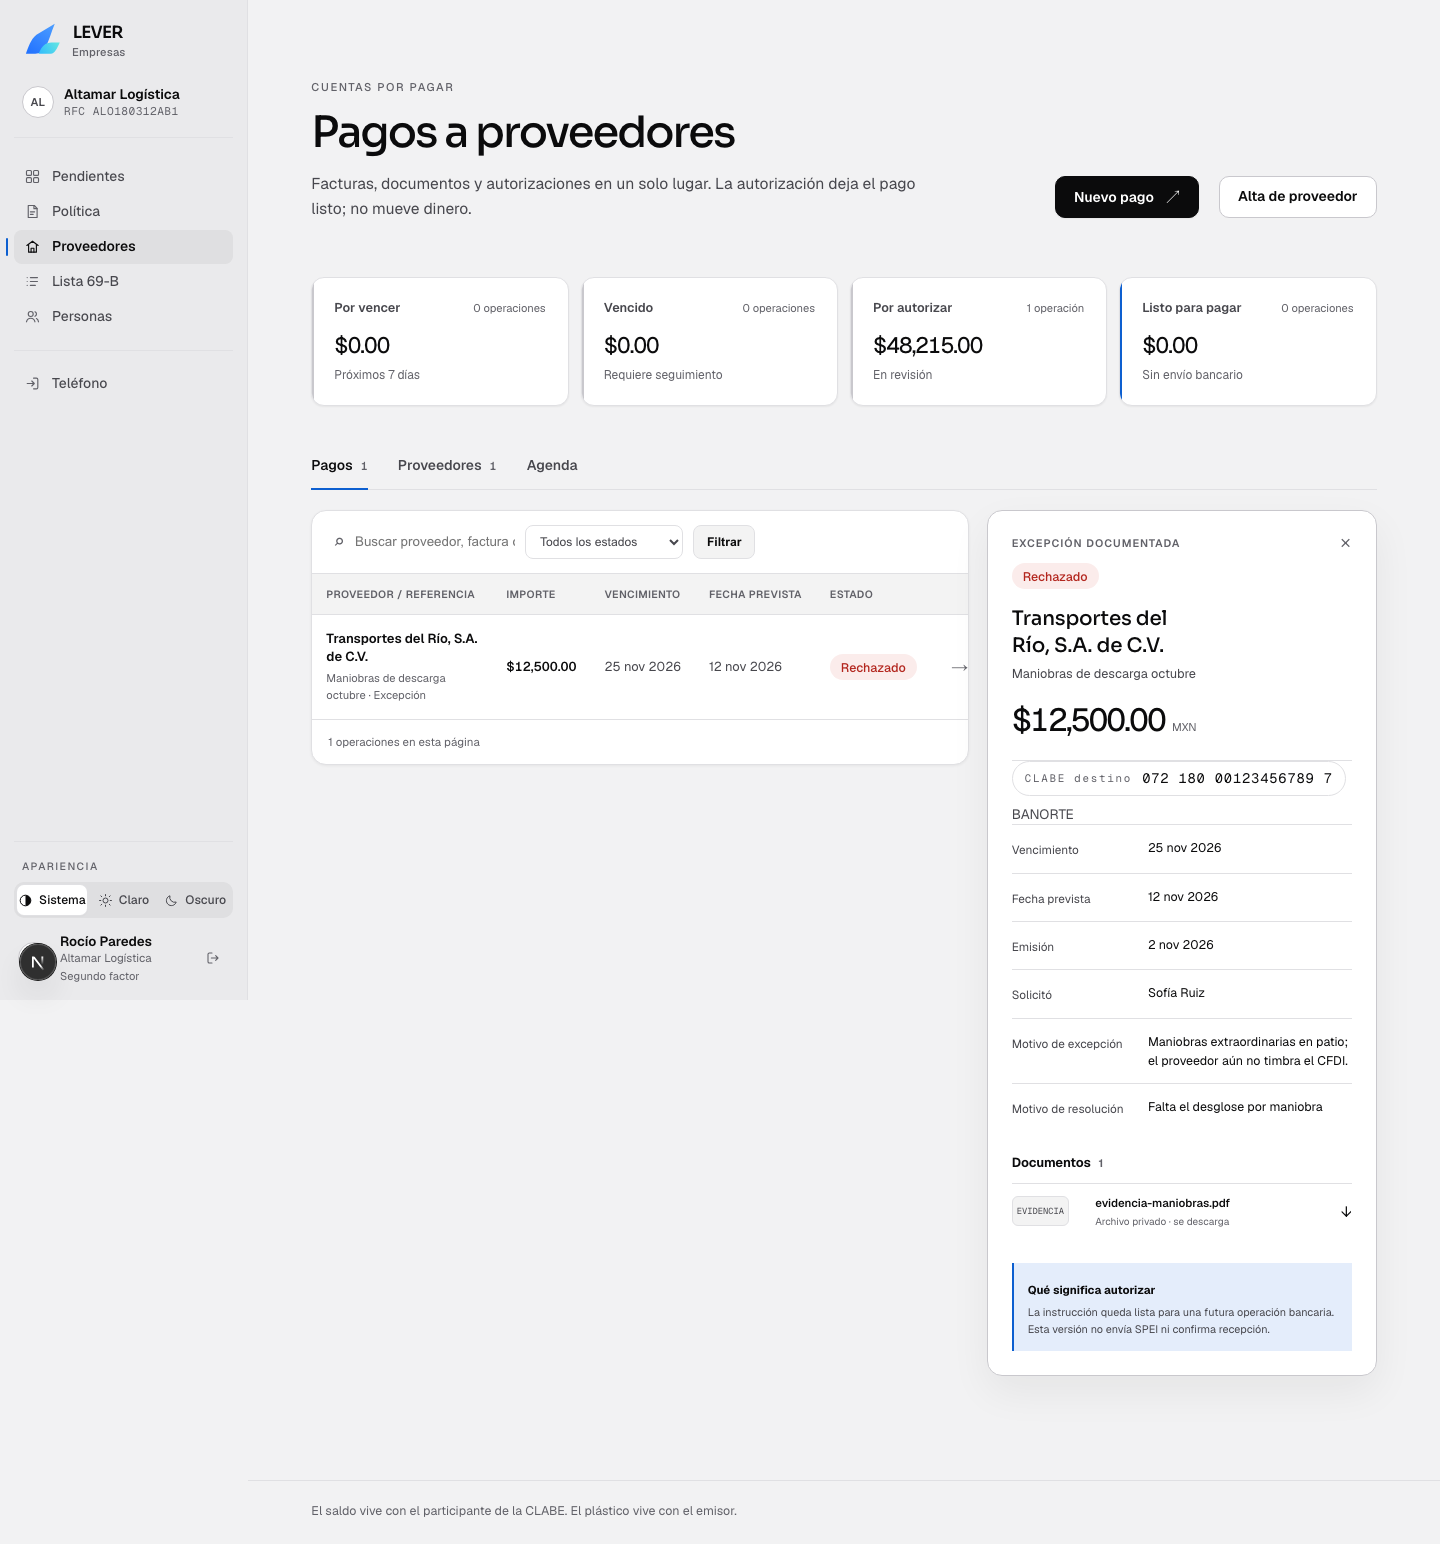 LEVER
Empresas
AL
Altamar Logística
RFC ALO180312AB1
Pendientes
Política
Proveedores
Lista 69-B
Personas
Teléfono
APARIENCIA
Sistema
Claro
Oscuro
N
Rocío Paredes
Altamar Logística
Segundo factor
CUENTAS POR PAGAR
Pagos a proveedores
Facturas, documentos y autorizaciones en un solo lugar. La autorización deja el pago
listo; no mueve dinero.
Nuevo pago
Alta de proveedor
Por vencer
0 operaciones
$0.00
Próximos 7 días
Vencido
0 operaciones
$0.00
Requiere seguimiento
Por autorizar
1 operación
$48,215.00
En revisión
Listo para pagar
0 operaciones
$0.00
Sin envío bancario
Pagos 1
Proveedores 1
Agenda
Buscar proveedor, factura
Todos los estados
Filtrar
PROVEEDOR / REFERENCIA
IMPORTE
VENCIMIENTO
FECHA PREVISTA
ESTADO
Transportes del Río, S.A.
de C.V.
Maniobras de descarga
octubre · Excepción
$12,500.00
25 nov 2026
12 nov 2026
Rechazado
1 operaciones en esta página
EXCEPCIÓN DOCUMENTADA
Rechazado
Transportes del
Río, S.A. de C.V.
Maniobras de descarga octubre
$12,500.00 MXN
CLABE destino 072 180 00123456789 7
BANORTE
Vencimiento
25 nov 2026
Fecha prevista
12 nov 2026
Emisión
2 nov 2026
Solicitó
Sofía Ruiz
Motivo de excepción
Maniobras extraordinarias en patio;
el proveedor aún no timbra el CFDI.
Motivo de resolución
Falta el desglose por maniobra
Documentos 1
EVIDENCIA
evidencia-maniobras.pdf
Archivo privado · se descarga
Qué significa autorizar
La instrucción queda lista para una futura operación bancaria.
Esta versión no envía SPEI ni confirma recepción.
El saldo vive con el participante de la CLABE. El plástico vive con el emisor.